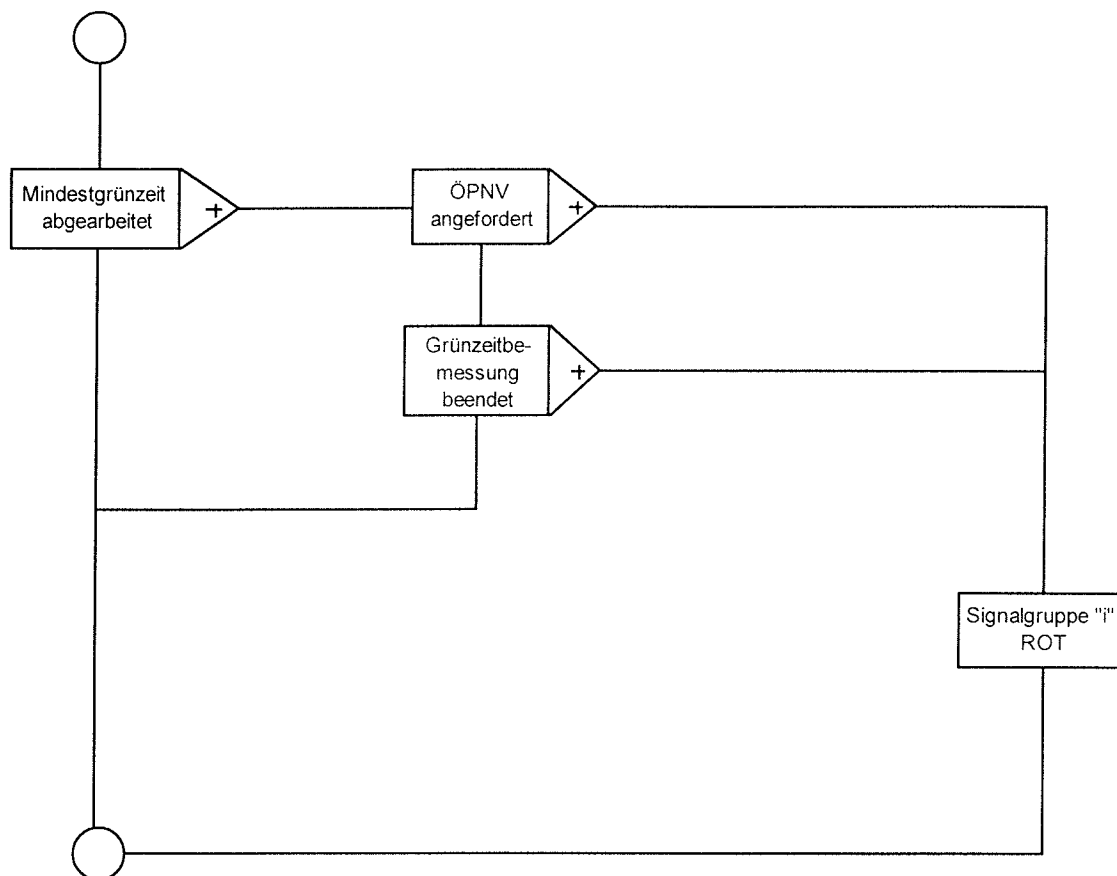 Mindestgrünzeit
abgearbeitet
+
ÖPNV
angefordert
+
Grünzeitbe-
messung
beendet
+
Signalgruppe "i"
ROT